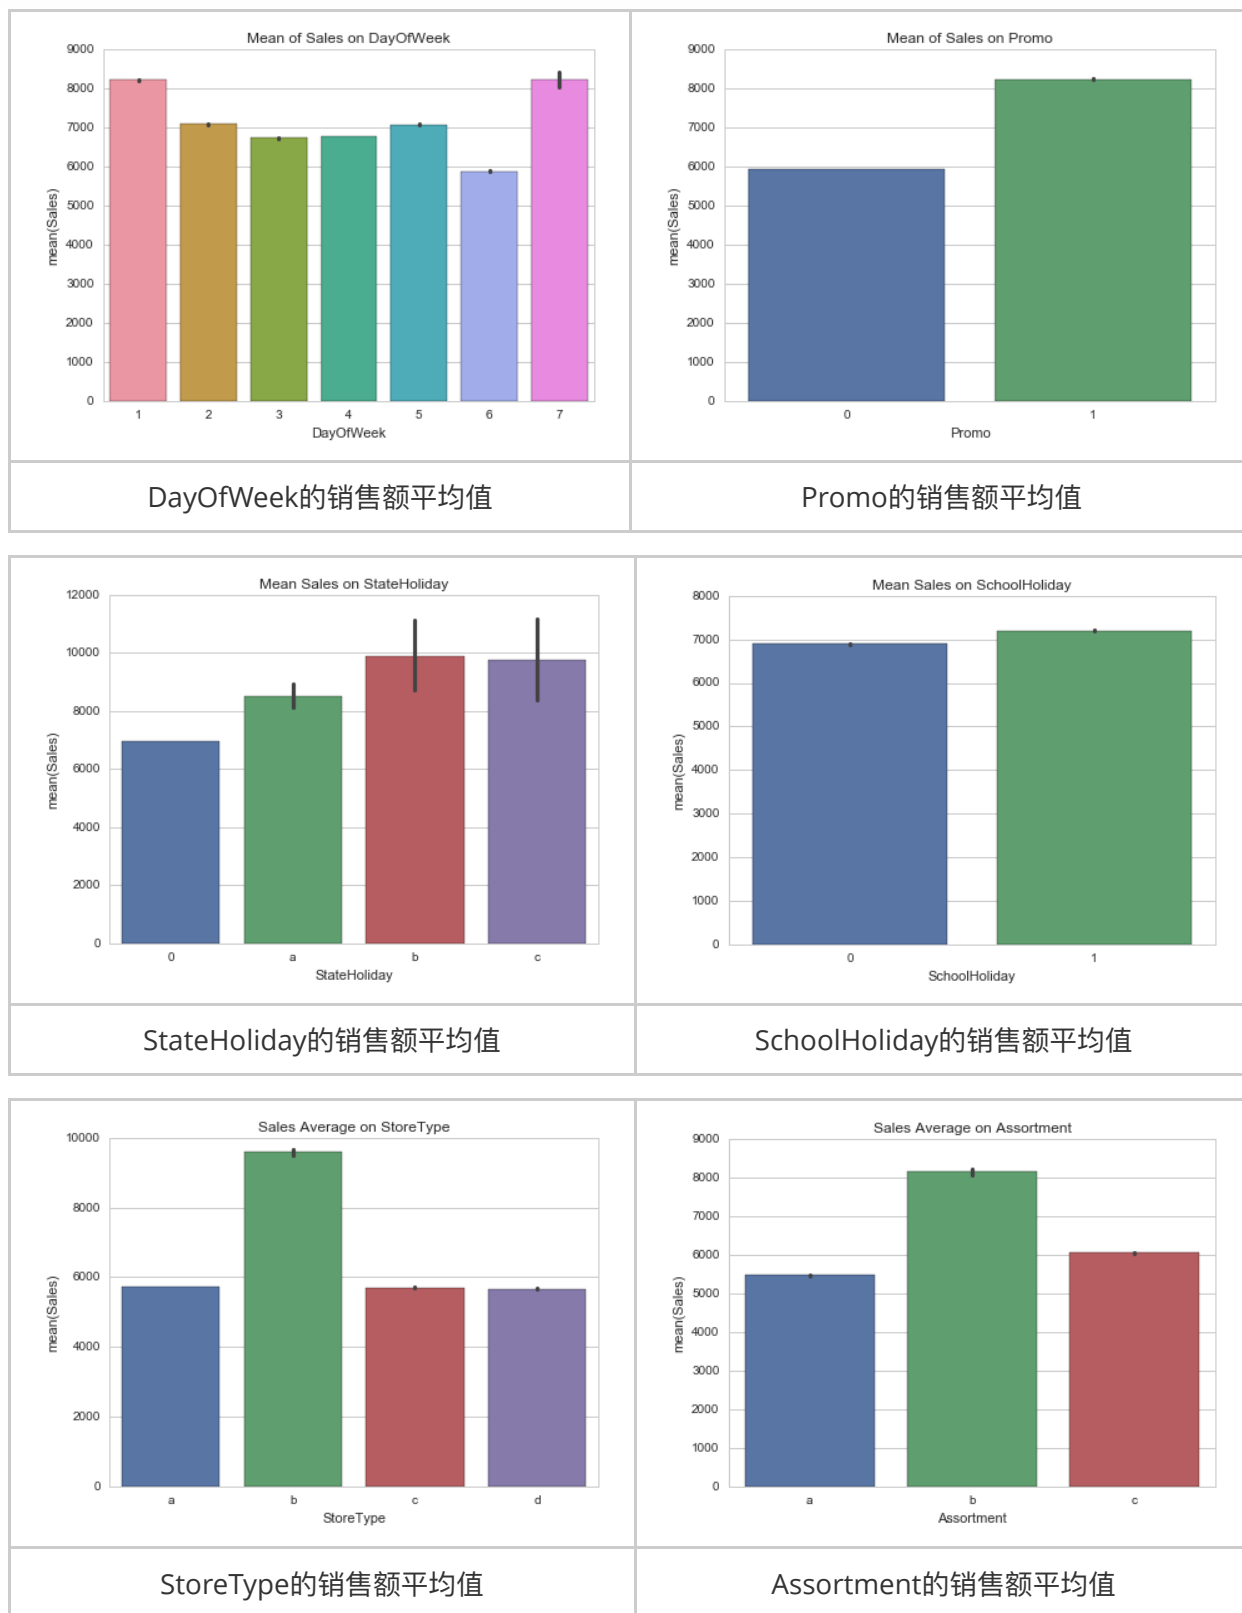 Mean of Sales on DayOfWeek
9000
8000
7000
6000
5000
4000
3000
2000
1000
0
mean(Sales)
1 2 3 4 5 6 7
DayOfWeek
DayOfWeek的销售额平均值
Mean of Sales on Promo
9000
8000
7000
6000
5000
4000
3000
2000
1000
0
mean(Sales)
0 1
Promo
Promo的销售额平均值
Mean Sales on StateHoliday
12000
10000
8000
6000
4000
2000
0
mean(Sales)
0 a b c
StateHoliday
StateHoliday的销售额平均值
Mean Sales on SchoolHoliday
8000
7000
6000
5000
4000
3000
2000
1000
0
mean(Sales)
0 1
SchoolHoliday
SchoolHoliday的销售额平均值
Sales Average on StoreType
10000
8000
6000
4000
2000
0
mean(Sales)
a b c d
StoreType
StoreType的销售额平均值
Sales Average on Assortment
9000
8000
7000
6000
5000
4000
3000
2000
1000
0
mean(Sales)
a b c
Assortment
Assortment的销售额平均值